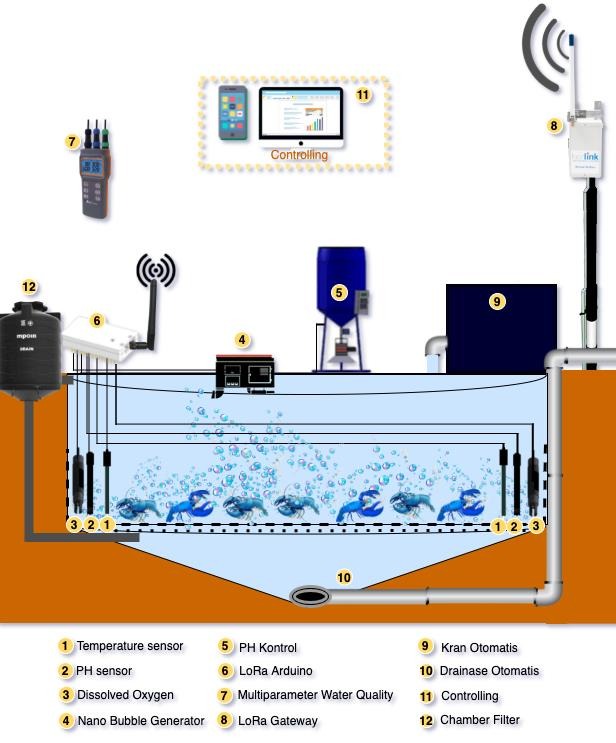 11
Controlling
7
8
link
12
6
5
9
4
mpoin
3 2 1
1 2 3
10
1 Temperature sensor
2 PH sensor
3 Dissolved Oxygen
4 Nano Bubble Generator
5 PH Kontrol
6 LoRa Arduino
7 Multiparameter Water Quality
8 LoRa Gateway
9 Kran Otomatis
10 Drainase Otomatis
11 Controlling
12 Chamber Filter